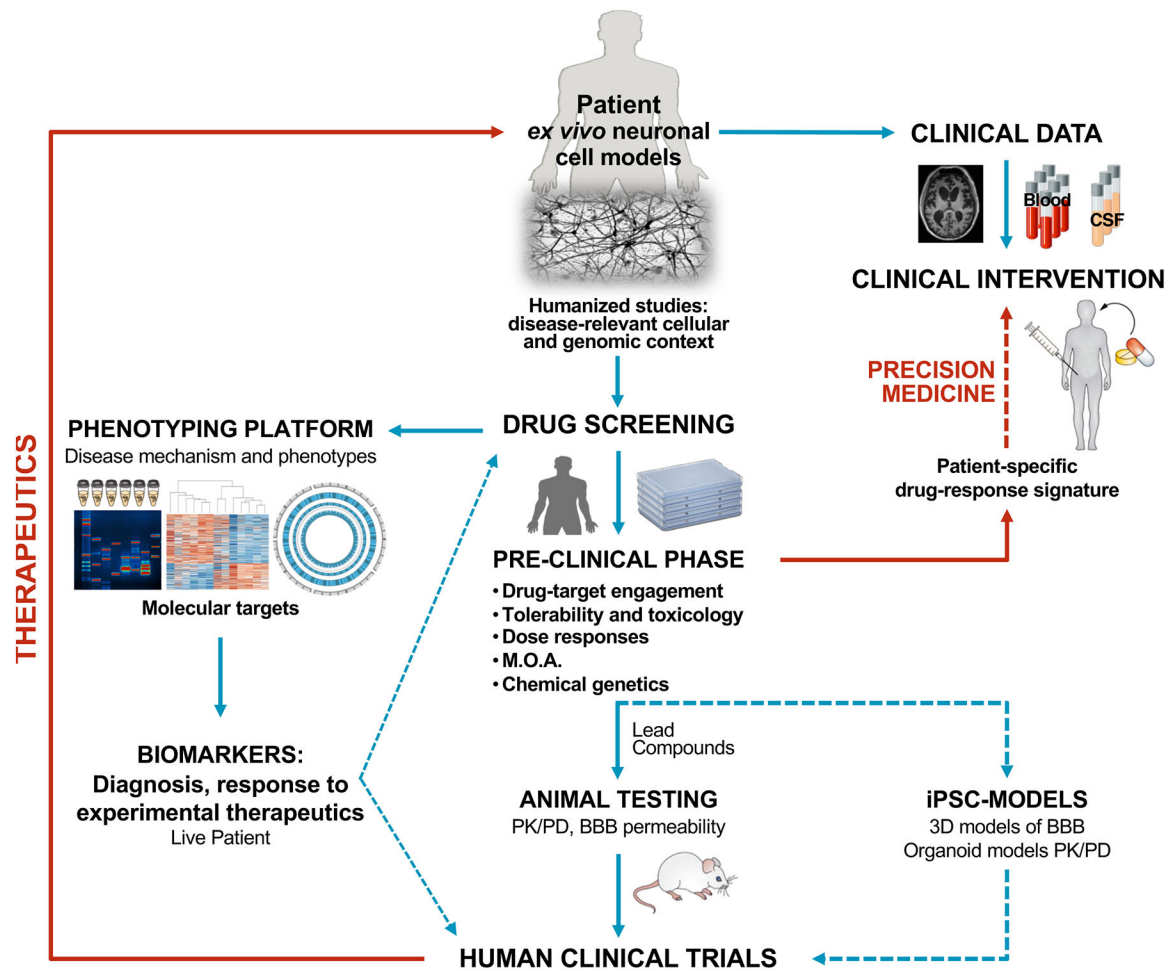 Patient
ex vivo neuronal
cell models
CLINICAL DATA
Blood
CSF
CLINICAL INTERVENTION
Humanized studies:
disease-relevant cellular
and genomic context
PRECISION
MEDICINE
THERAPEUTICS
PHENOTYPING PLATFORM
Disease mechanism and phenotypes
DRUG SCREENING
Patient-specific
drug-response signature
Molecular targets
PRE-CLINICAL PHASE
• Drug-target engagement
• Tolerability and toxicology
• Dose responses
• M.O.A.
• Chemical genetics
Lead
Compounds
BIOMARKERS:
Diagnosis, response to
experimental therapeutics
Live Patient
ANIMAL TESTING
PK/PD, BBB permeability
iPSC-MODELS
3D models of BBB
Organoid models PK/PD
HUMAN CLINICAL TRIALS